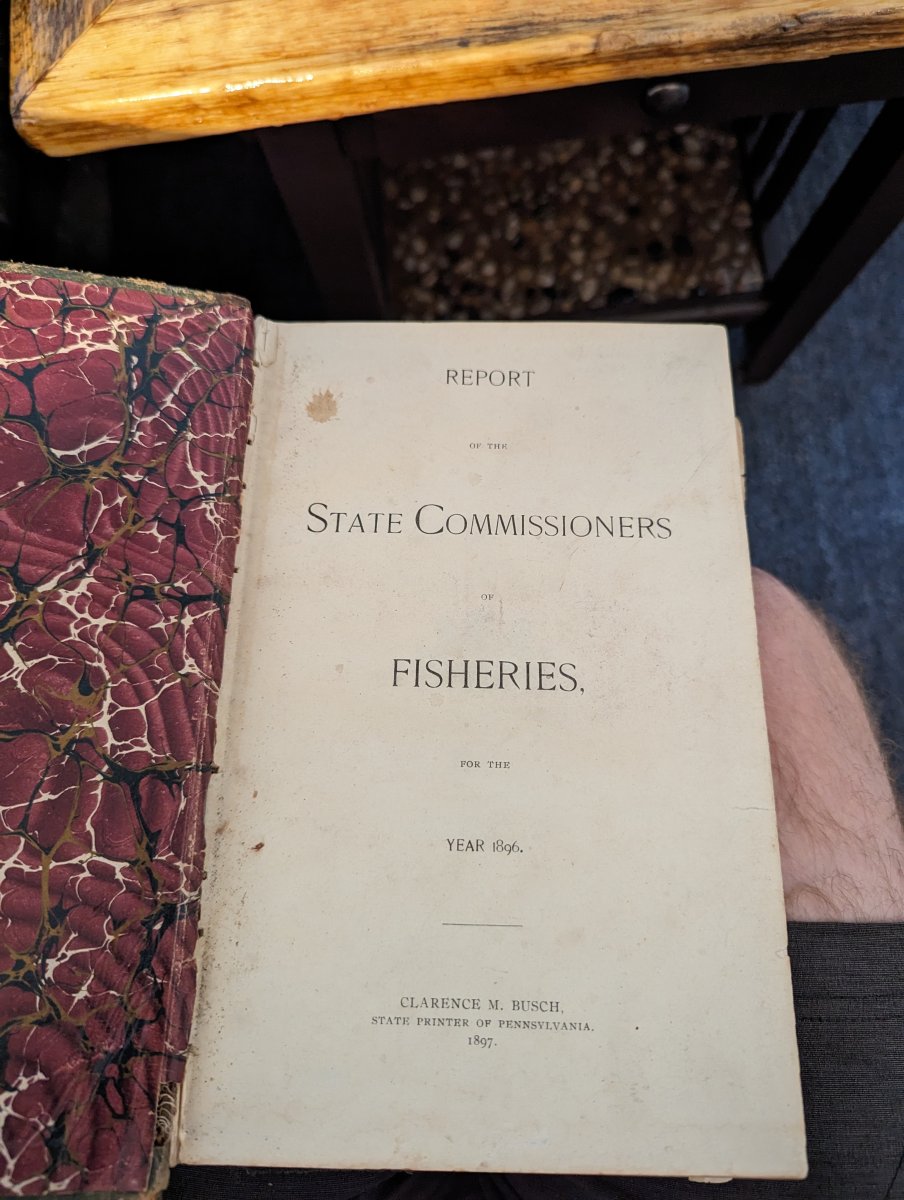 REPORT
OF THE
STATE COMMISSIONERS
OF
FISHERIES,
FOR THE
YEAR 1896.
CLARENCE M. BUSCH,
STATE PRINTER OF PENNSYLVANIA.
1897.